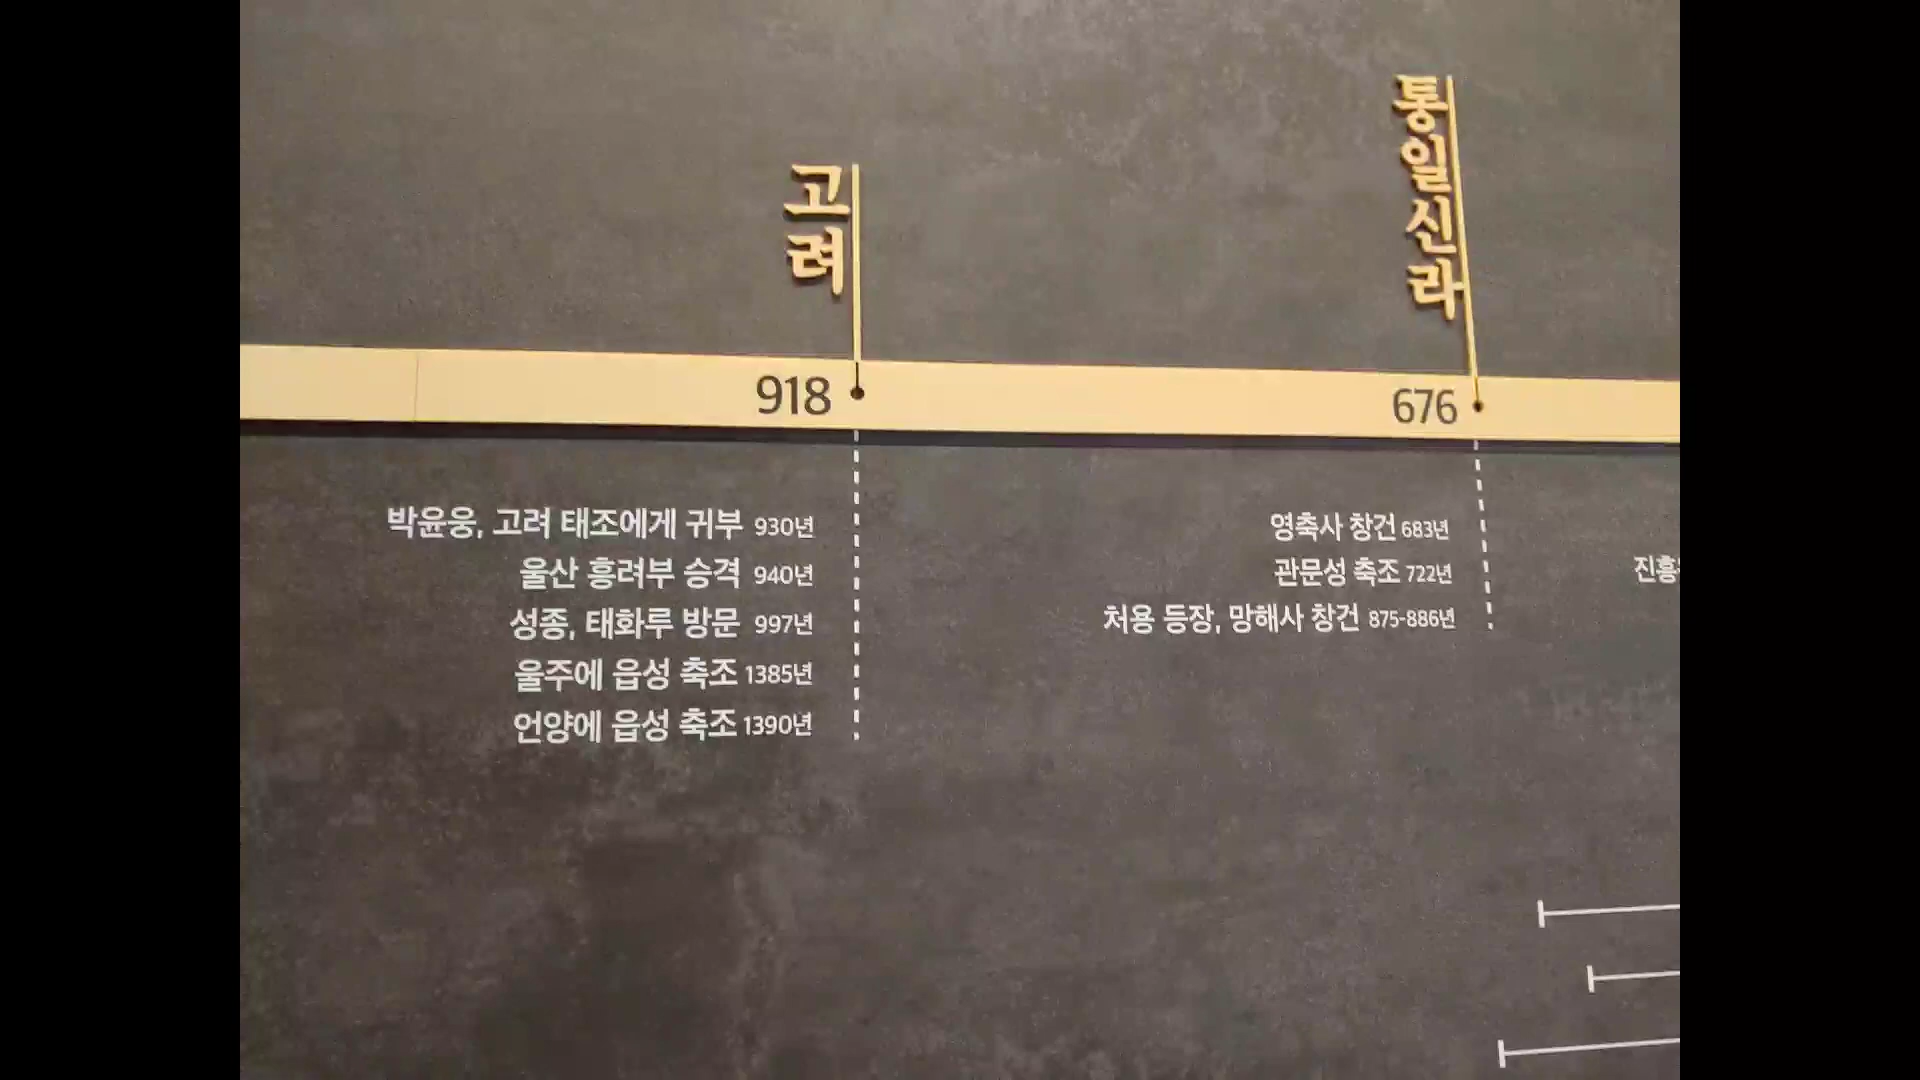 고려
918
박윤웅, 고려 태조에게 귀부 930년
울산 흥려부 승격 940년
성종, 태화루 방문 997년
울주에 읍성 축조 1385년
언양에 읍성 축조 1390년
통일신라
676
영축사 창건 683년
관문성 축조 722년
처용 등장, 망해사 창건 875-886년
진흥